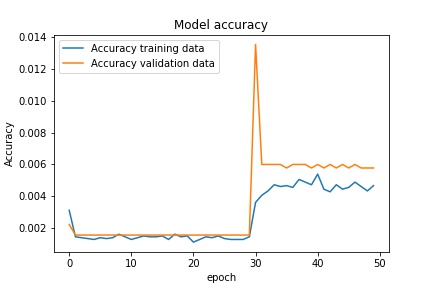 Model accuracy
Accuracy training data
Accuracy validation data
Accuracy
0.014
0.012
0.010
0.008
0.006
0.004
0.002
0 10 20 30 40 50
epoch